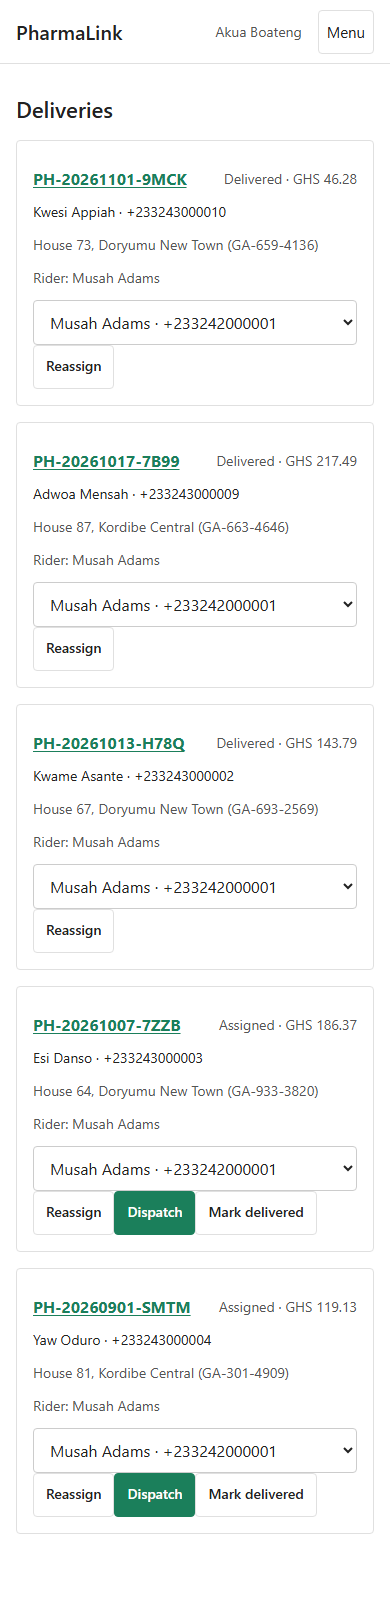 PharmaLink
Akua Boateng
Menu
Deliveries
PH-20261101-9MCK
Delivered · GHS 46.28
Kwesi Appiah · +233243000010
House 73, Doryumu New Town (GA-659-4136)
Rider: Musah Adams
Musah Adams · +233242000001
Reassign
PH-20261017-7B99
Delivered · GHS 217.49
Adwoa Mensah · +233243000009
House 87, Kordibe Central (GA-663-4646)
Rider: Musah Adams
Musah Adams · +233242000001
Reassign
PH-20261013-H78Q
Delivered · GHS 143.79
Kwame Asante · +233243000002
House 67, Doryumu New Town (GA-693-2569)
Rider: Musah Adams
Musah Adams · +233242000001
Reassign
PH-20261007-7ZZB
Assigned · GHS 186.37
Esi Danso · +233243000003
House 64, Doryumu New Town (GA-933-3820)
Rider: Musah Adams
Musah Adams · +233242000001
Reassign
Dispatch
Mark delivered
PH-20260901-SMTM
Assigned · GHS 119.13
Yaw Oduro · +233243000004
House 81, Kordibe Central (GA-301-4909)
Rider: Musah Adams
Musah Adams · +233242000001
Reassign
Dispatch
Mark delivered